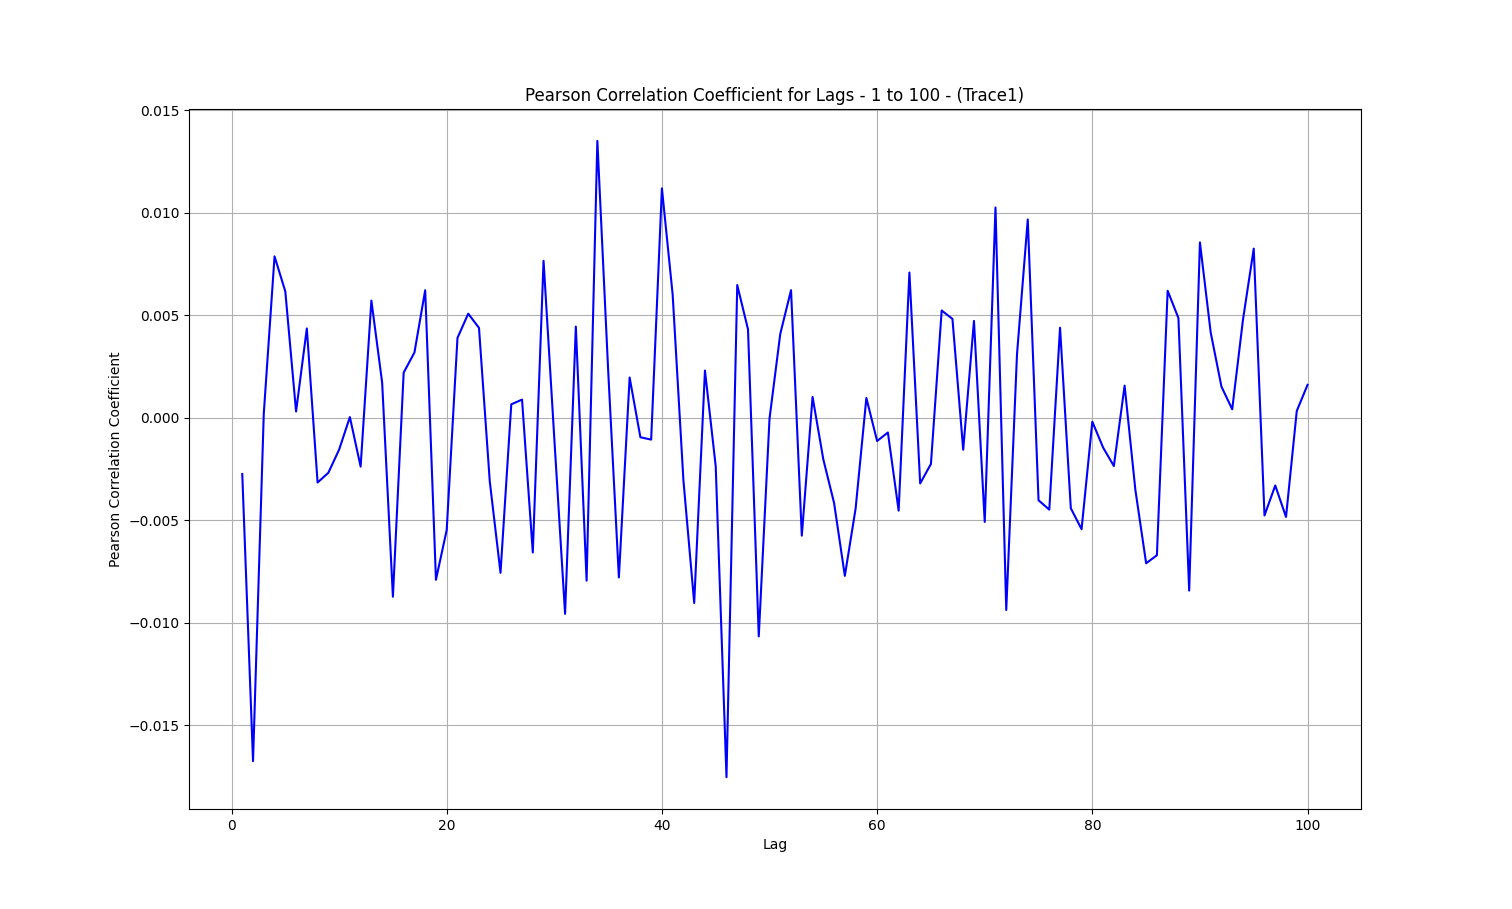 Pearson Correlation Coefficient for Lags - 1 to 100 - (Trace1)
0.015
0.010
0.005
0.000
−0.005
−0.010
−0.015
Pearson Correlation Coefficient
0 20 40 60 80 100
Lag